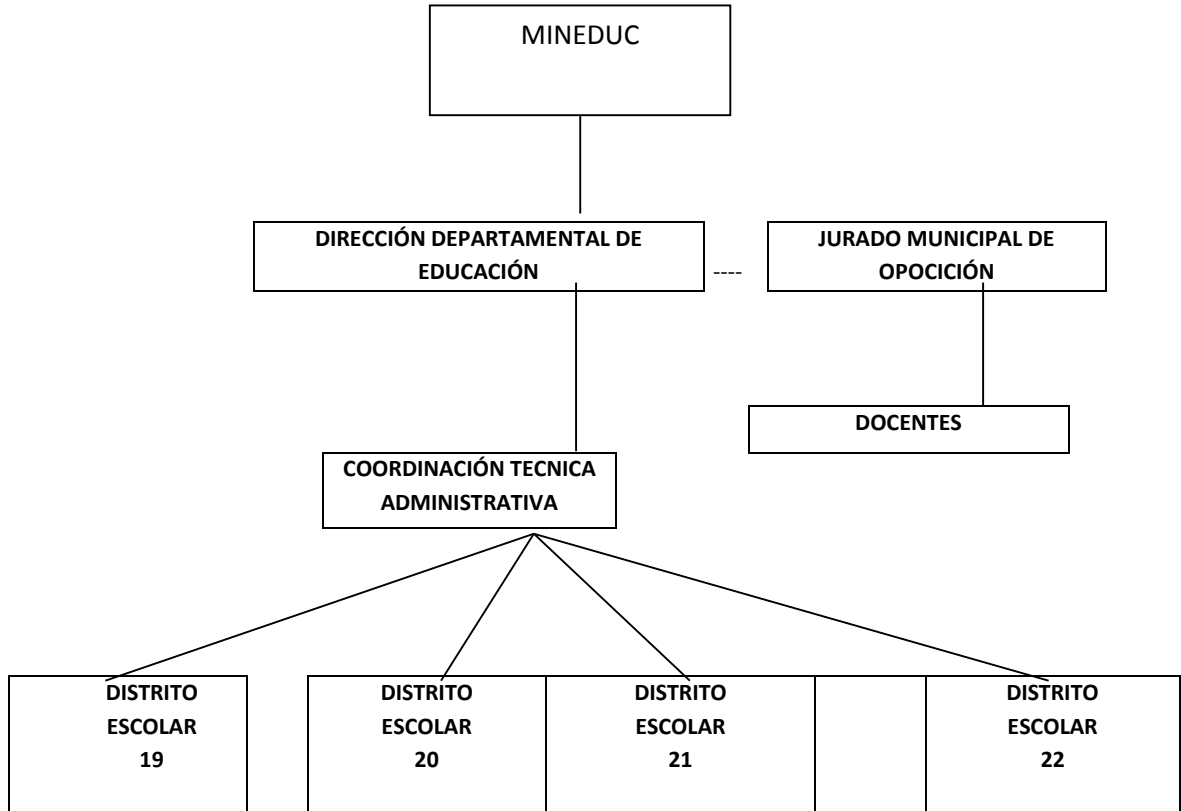 MINEDUC
DIRECCIÓN DEPARTAMENTAL DE
EDUCACIÓN
----
JURADO MUNICIPAL DE
OPOCICIÓN
DOCENTES
COORDINACIÓN TECNICA
ADMINISTRATIVA
DISTRITO
ESCOLAR
19
DISTRITO
ESCOLAR
20
DISTRITO
ESCOLAR
21
DISTRITO
ESCOLAR
22